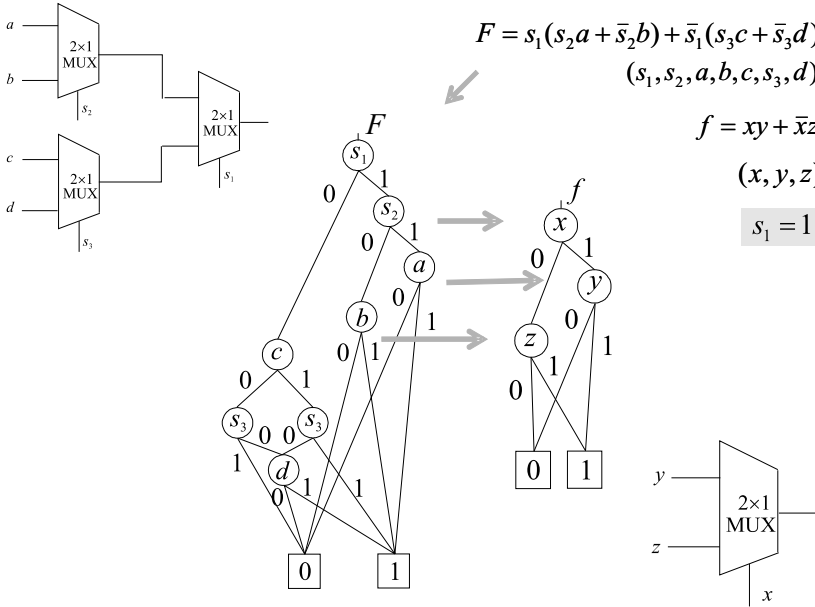 a
b
2×1
MUX
s₂
c
d
2×1
MUX
s₃
2×1
MUX
s₁
F = s₁(s₂a + s̄₂b) + s̄₁(s₃c + s̄₃d)
(s₁,s₂,a,b,c,s₃,d)
f = xy + x̄z
(x, y, z)
s₁ = 1
F
s₁
0 1
s₂
0 1
a
0 1
b
0 1
c
0 1
s₃ s₃
0 0
1 1
d
0 1
0 1
f
x
0 1
y
0 1
z
0 1
0 1
y
z
2×1
MUX
x